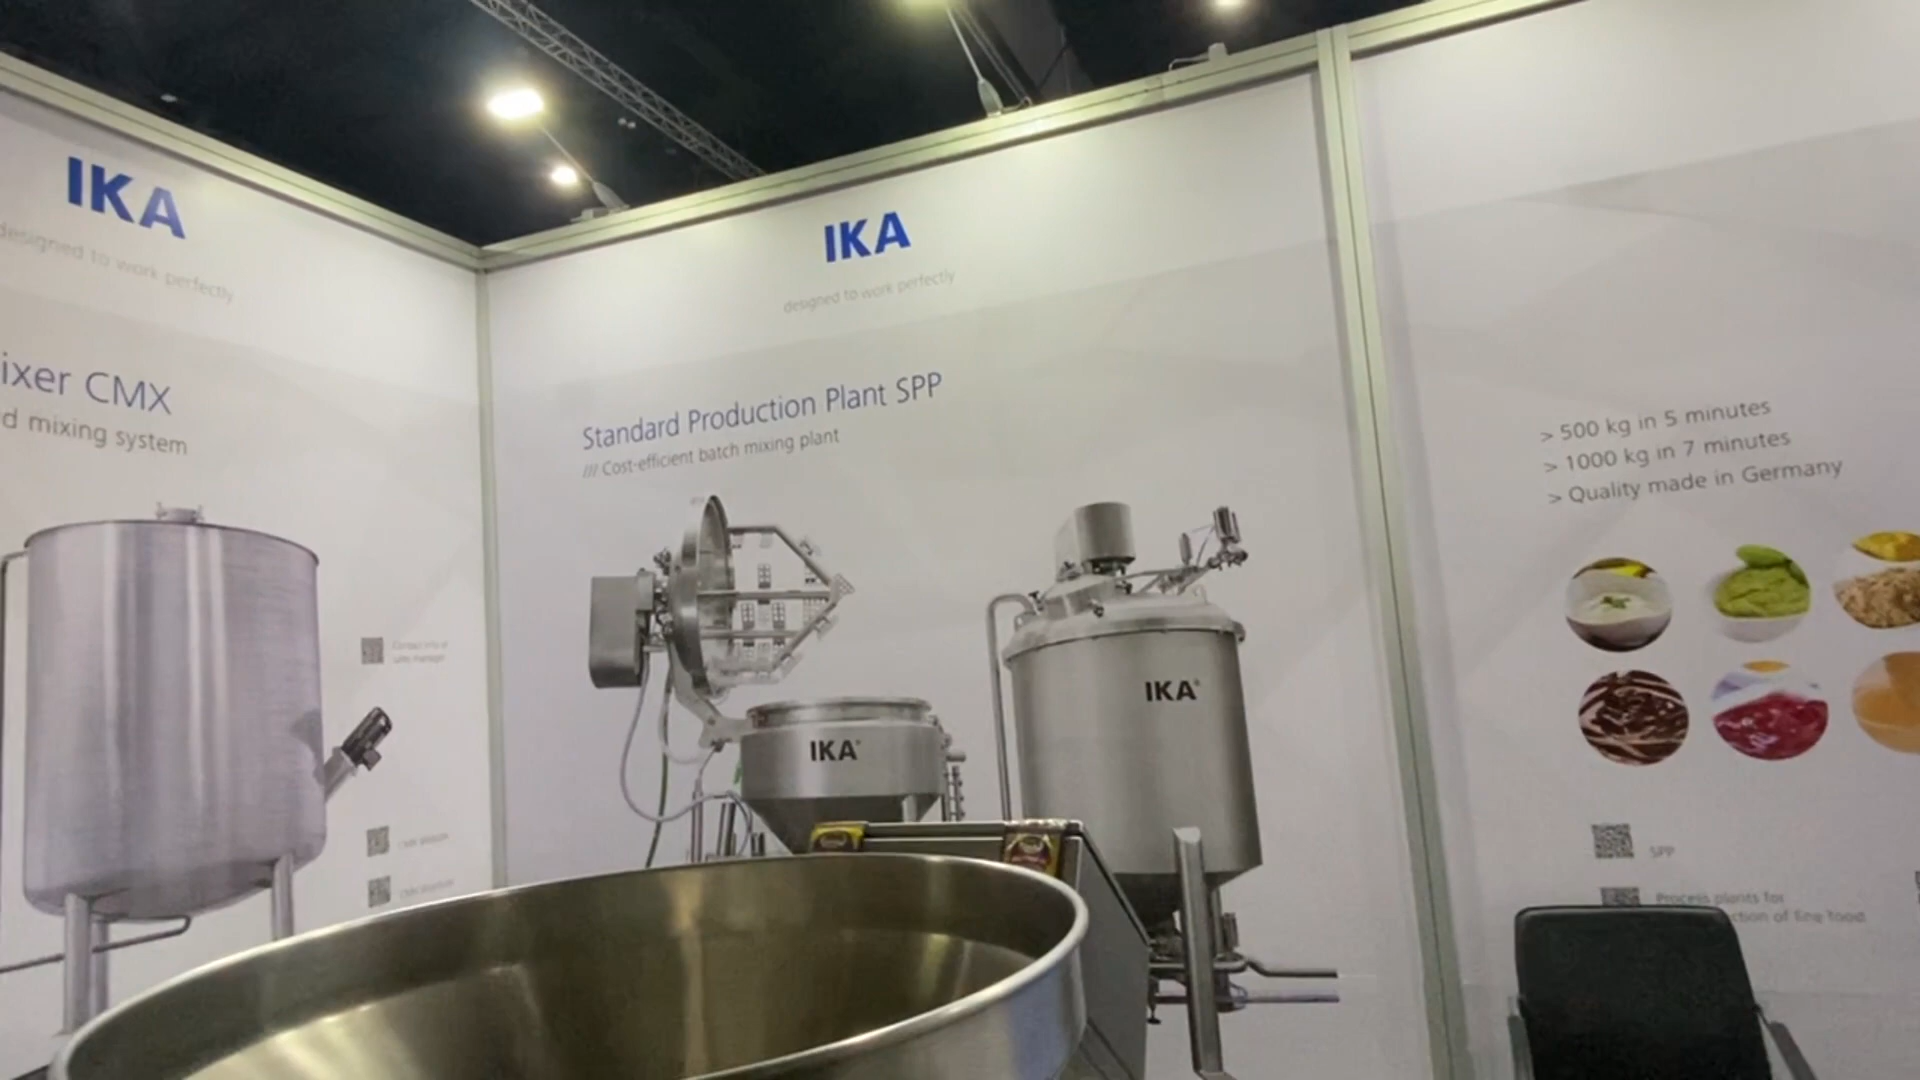 IKA
designed to work perfectly
ixer CMX
d mixing system
IKA
designed to work perfectly
Standard Production Plant SPP
/// Cost-efficient batch mixing plant
IKA®
IKA®
> 500 kg in 5 minutes
> 1000 kg in 7 minutes
> Quality made in Germany
SPP
Process plants for
ction of fine food